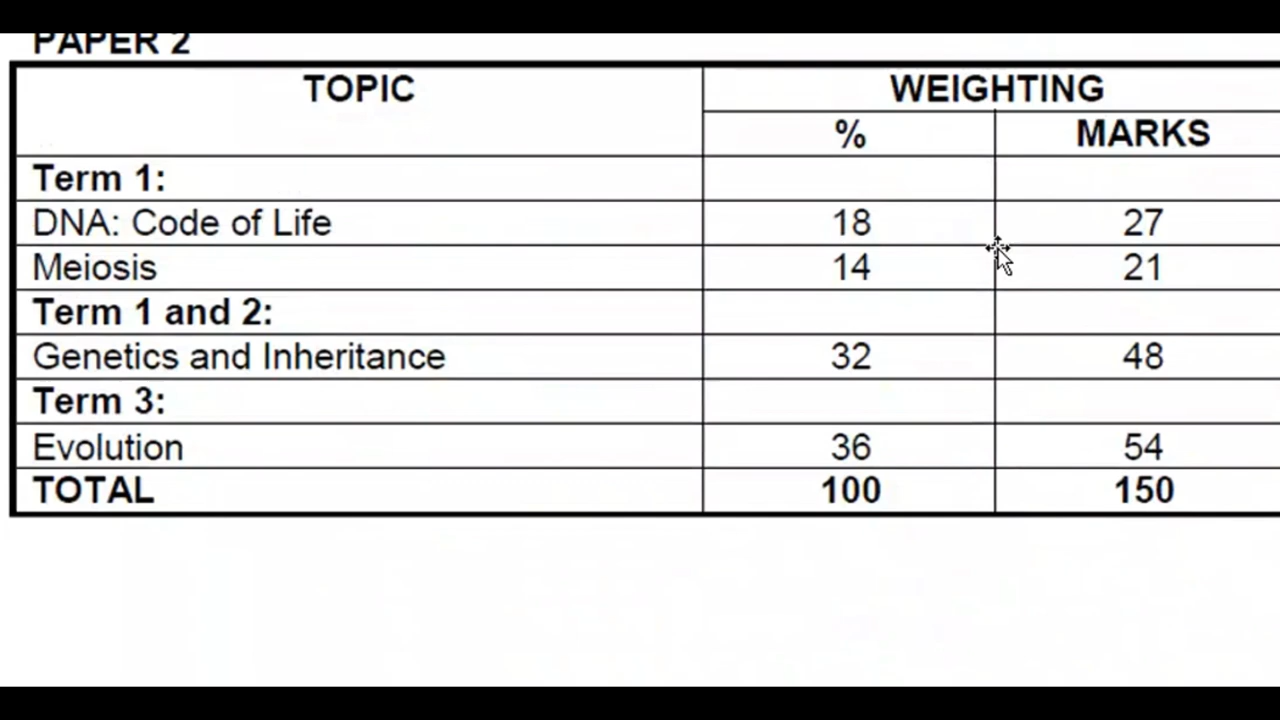 PAPER 2
TOPIC WEIGHTING
% MARKS
Term 1:
DNA: Code of Life 18 27
Meiosis 14 21
Term 1 and 2:
Genetics and Inheritance 32 48
Term 3:
Evolution 36 54
TOTAL 100 150